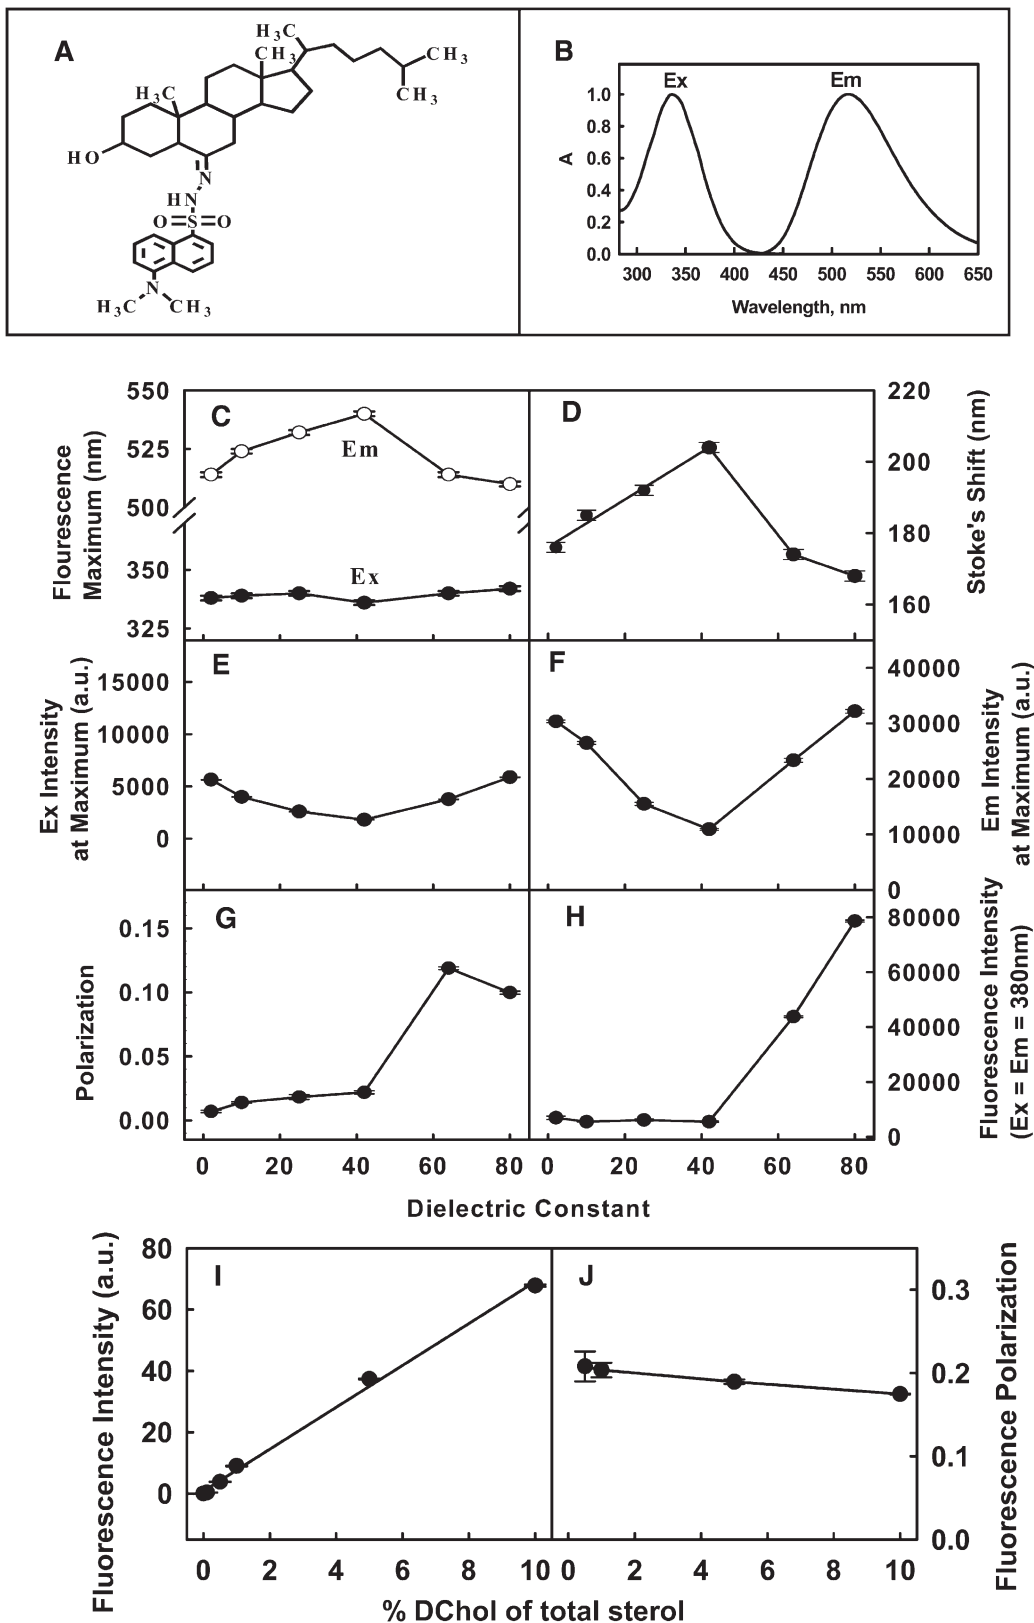 A
H₃C
CH₃
CH₃
CH₃
H₃C
HO
N
HN
O=S=O
N
H₃C
CH₃
B
Ex
Em
1.0
0.8
0.6
0.4
0.2
0.0
A
300 350 400 450 500 550 600 650
Wavelength, nm
C
Em
Ex
550
525
500
350
325
Flourescence
Maximum (nm)
D
220
200
180
160
Stoke's Shift (nm)
E
15000
10000
5000
0
Ex Intensity
at Maximum (a.u.)
F
40000
30000
20000
10000
0
Em Intensity
at Maximum (a.u.)
G
0.15
0.10
0.05
0.00
Polarization
H
80000
60000
40000
20000
0
Fluorescence Intensity
(Ex = Em = 380nm)
0 20 40 60 80 0 20 40 60 80
Dielectric Constant
I
80
60
40
20
0
Fluorescence Intensity (a.u.)
J
0.3
0.2
0.1
0.0
Fluorescence Polarization
0 2 4 6 8 10 0 2 4 6 8 10
% DChol of total sterol